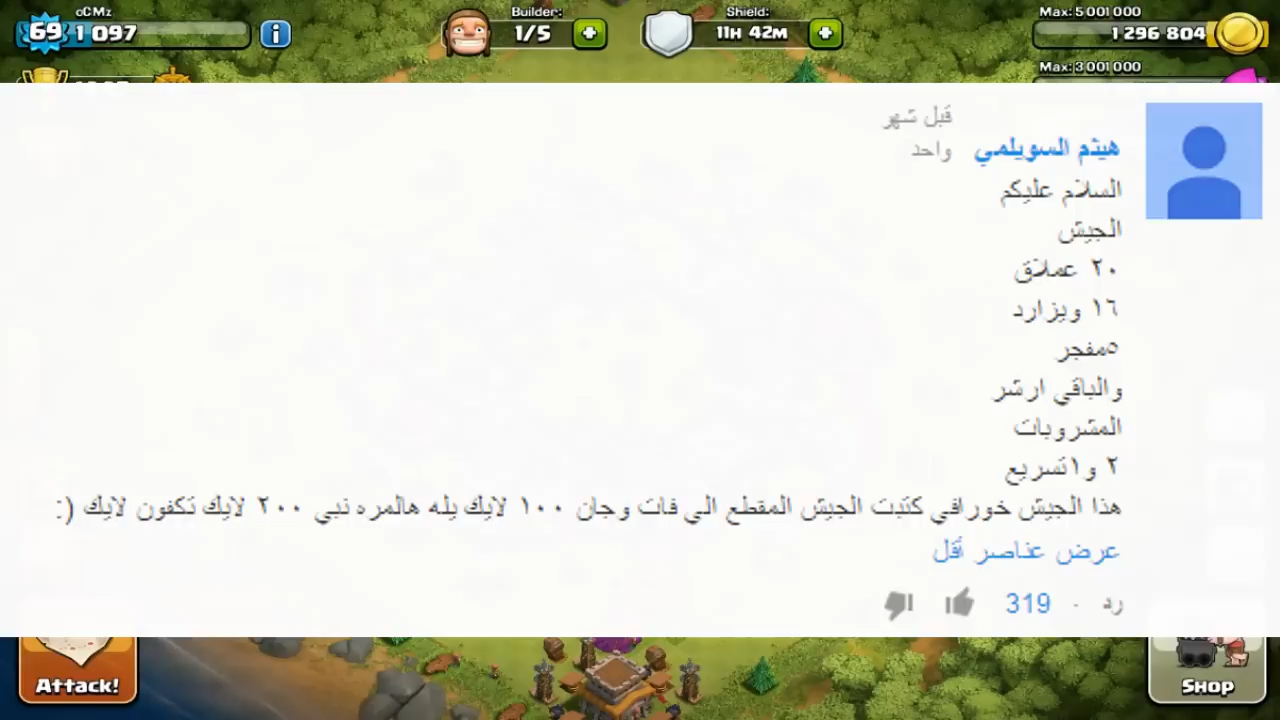 oCMz
69 1 097
Builder:
1/5
Shield:
11H 42M
Max: 5 001 000
1 296 804
Max: 3 001 000
قبل شهر
هيثم السويلمي واحد
السلام عليكم
الجيش
٢٠ عملاق
١٦ ويزارد
٥مفجر
والباقي ارشر
المشروبات
٢ و١تسريع
هذا الجيش خورافي كتبت الجيش المقطع الي فات وجان ١٠٠ لايك يله هالمره نبي ٢٠٠ لايك تكفون لايك (:
عرض عناصر أقل
رد · 319
Attack!
Shop